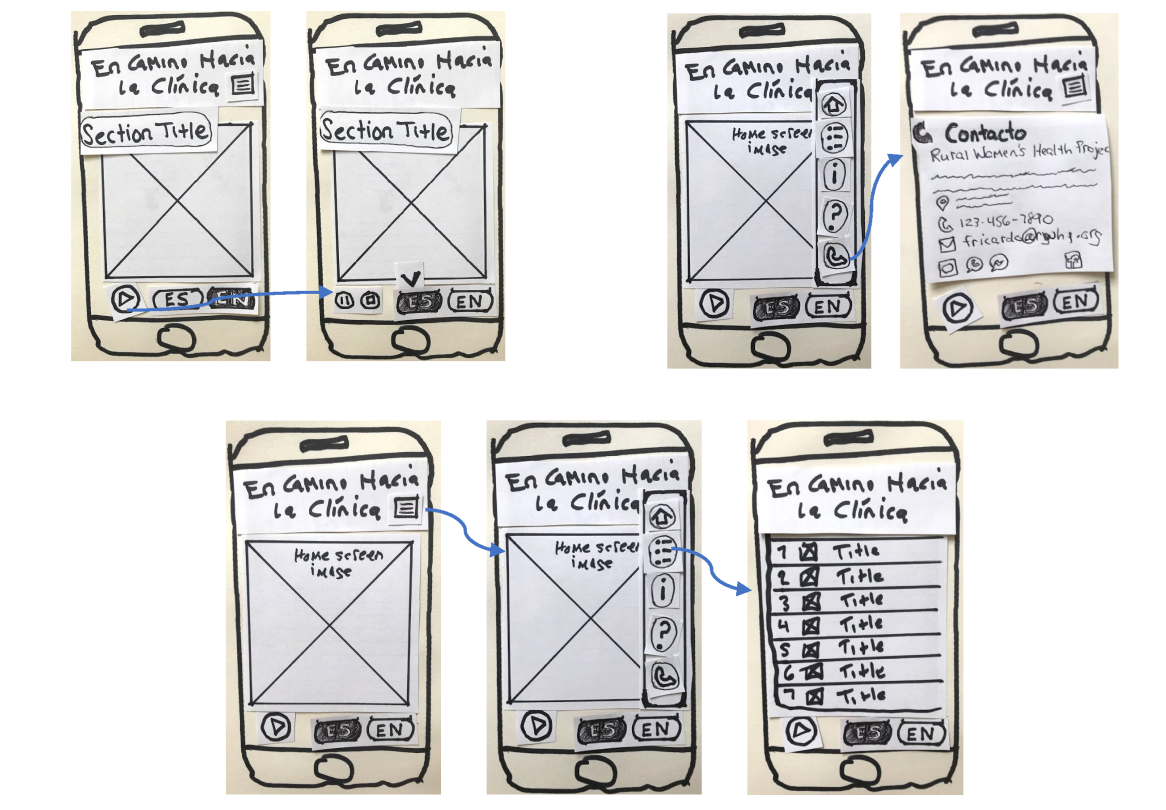 En Camino Hacia
la Clínica
Section Title
ES EN
En Camino Hacia
la Clínica
Section Title
ES EN
En Camino Hacia
la Clínica
Home screen
image
i
?
ES EN
En Camino Hacia
la Clínica
Contacto
Rural Women's Health Projec
123-456-7890
ES EN
En Camino Hacia
la Clínica
Home screen
image
ES EN
En Camino Hacia
la Clínica
Home screen
image
i
?
ES EN
En Camino Hacia
la Clínica
1 Title
2 Title
3 Title
4 Title
5 Title
6 Title
7 Title
ES EN